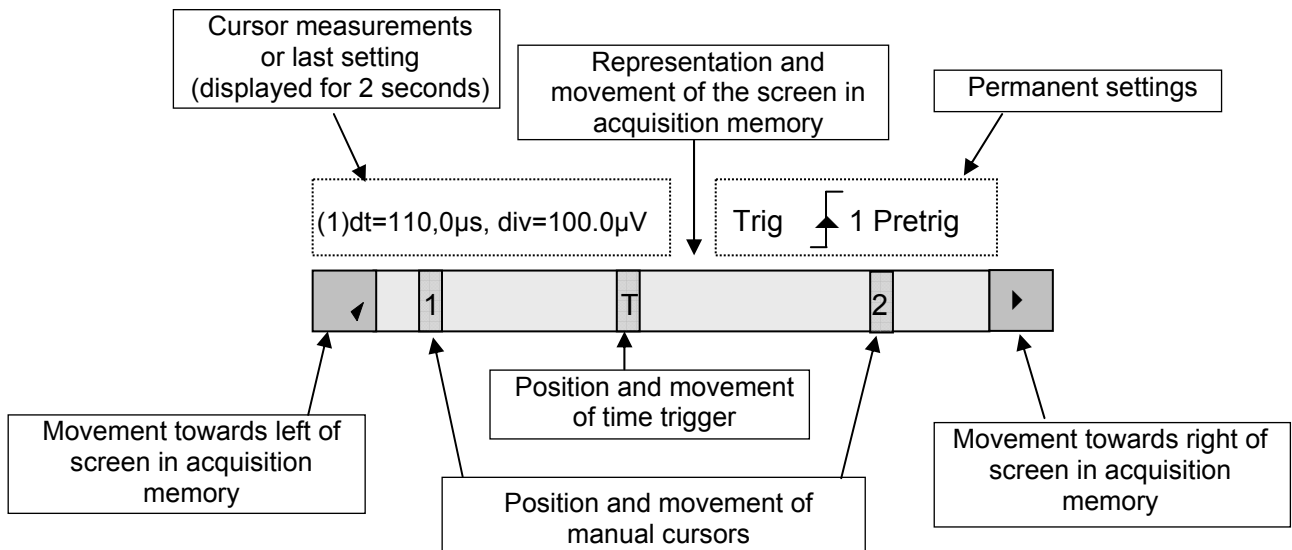 Cursor measurements
or last setting
(displayed for 2 seconds)
Representation and
movement of the screen in
acquisition memory
Permanent settings
(1)dt=110,0µs, div=100.0µV
Trig 1 Pretrig
1
T
2
Position and movement
of time trigger
Movement towards left of
screen in acquisition
memory
Movement towards right of
screen in acquisition
memory
Position and movement of
manual cursors